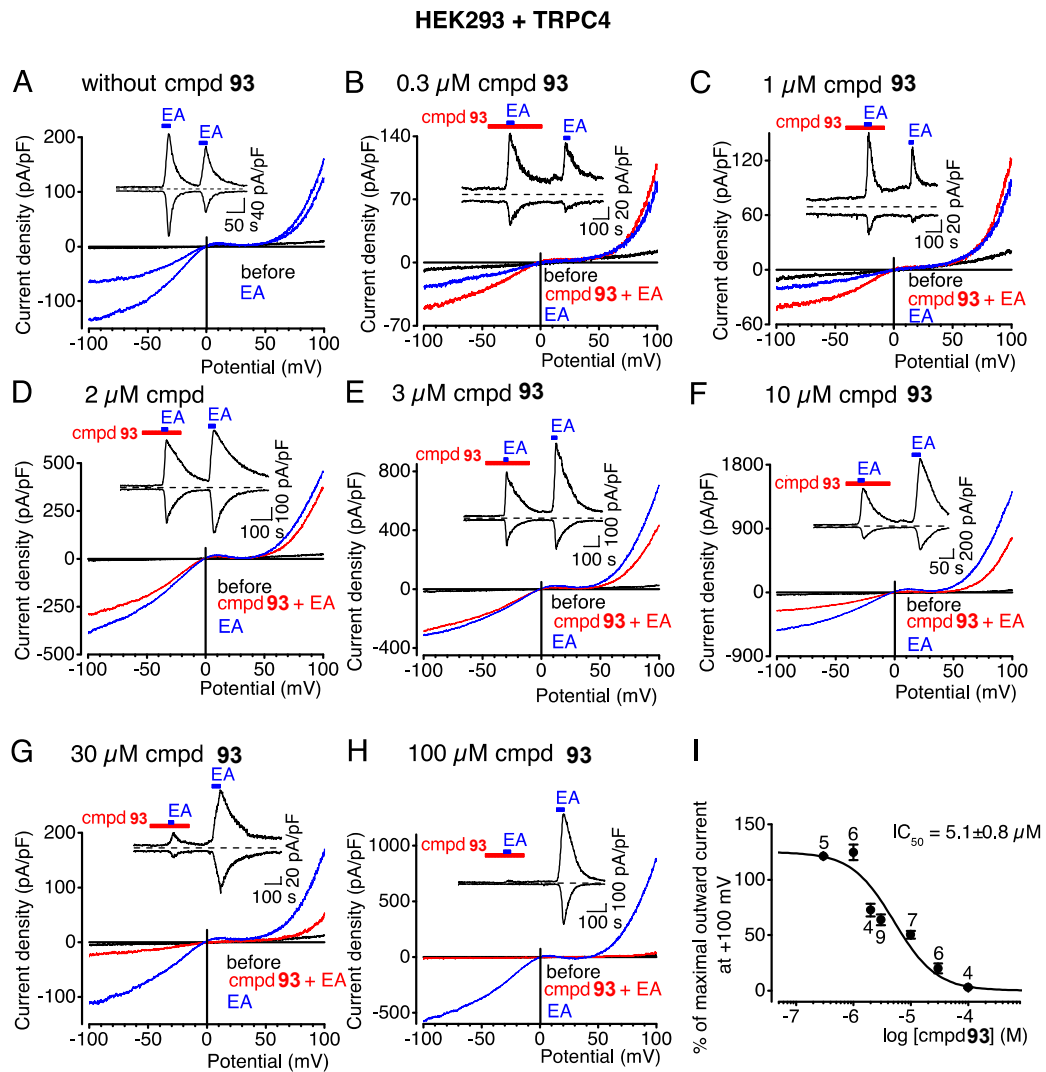 HEK293 + TRPC4
A without cmpd 93
Current density (pA/pF)
200
100
0
-100
EA
EA
50 s
40 pA/pF
before
EA
-100 -50 0 50 100
Potential (mV)
B 0.3 µM cmpd 93
Current density (pA/pF)
140
70
0
-70
cmpd 93
EA
EA
100 s
20 pA/pF
before
cmpd 93 + EA
EA
-100 -50 0 50 100
Potential (mV)
C 1 µM cmpd 93
Current density (pA/pF)
120
60
0
-60
cmpd 93
EA
EA
100 s
20 pA/pF
before
cmpd 93 + EA
EA
-100 -50 0 50 100
Potential (mV)
D 2 µM cmpd
Current density (pA/pF)
500
250
0
-250
-500
cmpd 93
EA
EA
100 s
100 pA/pF
before
cmpd 93 + EA
EA
-100 -50 0 50 100
Potential (mV)
E 3 µM cmpd 93
Current density (pA/pF)
800
400
0
-400
cmpd 93
EA
EA
100 s
100 pA/pF
before
cmpd 93 + EA
EA
-100 -50 0 50 100
Potential (mV)
F 10 µM cmpd 93
Current density (pA/pF)
1800
900
0
-900
cmpd 93
EA
EA
50 s
200 pA/pF
before
cmpd 93 + EA
EA
-100 -50 0 50 100
Potential (mV)
G 30 µM cmpd 93
Current density (pA/pF)
200
100
0
-100
cmpd 93
EA
EA
100 s
20 pA/pF
before
cmpd 93 + EA
EA
-100 -50 0 50 100
Potential (mV)
H 100 µM cmpd 93
Current density (pA/pF)
1000
500
0
-500
cmpd 93
EA
EA
100 s
100 pA/pF
before
cmpd 93 + EA
EA
-100 -50 0 50 100
Potential (mV)
I
% of maximal outward current
at +100 mV
150
100
50
0
IC50 = 5.1±0.8 µM
5 6
4 9 7
6 4
-7 -6 -5 -4
log [cmpd93] (M)